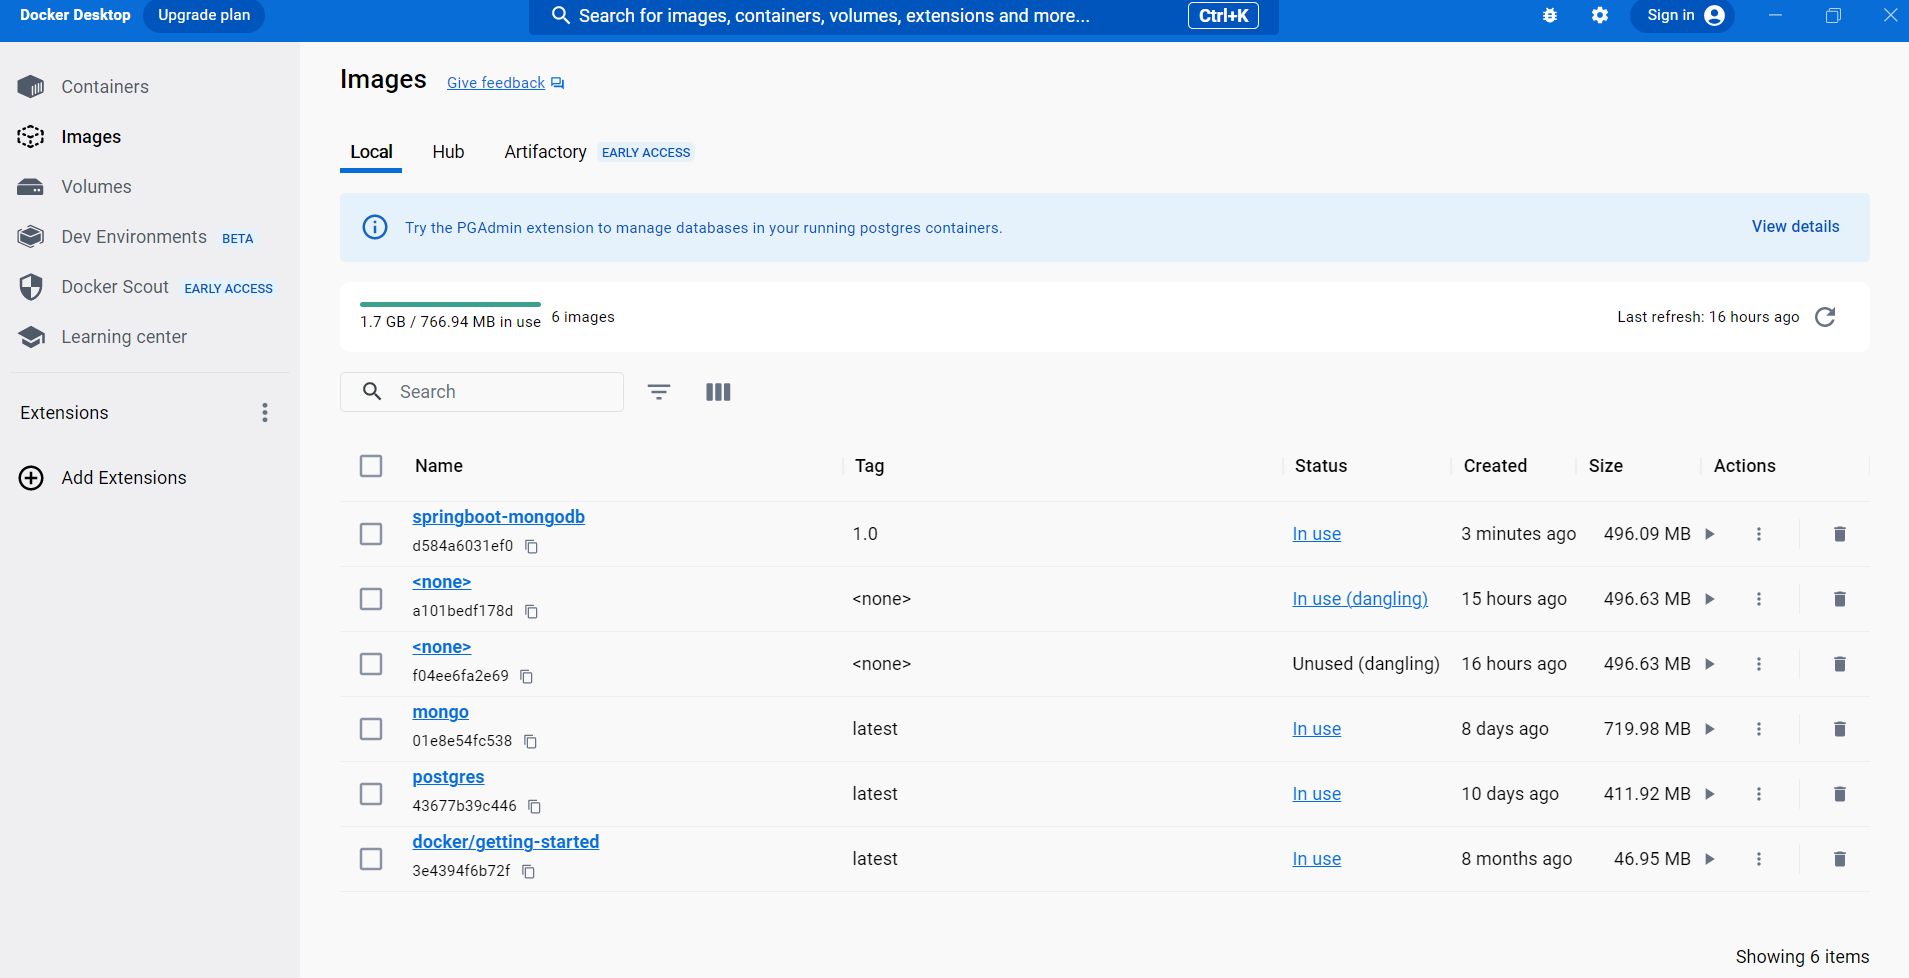 Docker Desktop Upgrade plan Search for images, containers, volumes, extensions and more... Ctrl+K Sign in
Containers
Images
Volumes
Dev Environments BETA
Docker Scout EARLY ACCESS
Learning center
Extensions
Add Extensions
Images Give feedback
Local Hub Artifactory EARLY ACCESS
Try the PGAdmin extension to manage databases in your running postgres containers. View details
1.7 GB / 766.94 MB in use 6 images Last refresh: 16 hours ago
Search
Name Tag Status Created Size Actions
springboot-mongodb
d584a6031ef0 1.0 In use 3 minutes ago 496.09 MB
<none>
a101bedf178d <none> In use (dangling) 15 hours ago 496.63 MB
<none>
f04ee6fa2e69 <none> Unused (dangling) 16 hours ago 496.63 MB
mongo
01e8e54fc538 latest In use 8 days ago 719.98 MB
postgres
43677b39c446 latest In use 10 days ago 411.92 MB
docker/getting-started
3e4394f6b72f latest In use 8 months ago 46.95 MB
Showing 6 items